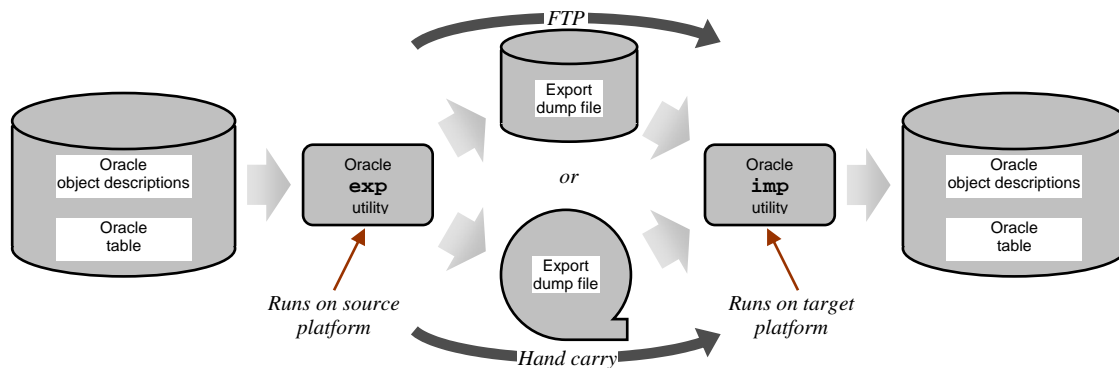 FTP
Export
dump file
Oracle
object descriptions
Oracle
table
Oracle
exp
utility
or
Oracle
imp
utility
Oracle
object descriptions
Oracle
table
Export
dump file
Runs on source
platform
Runs on target
platform
Hand carry